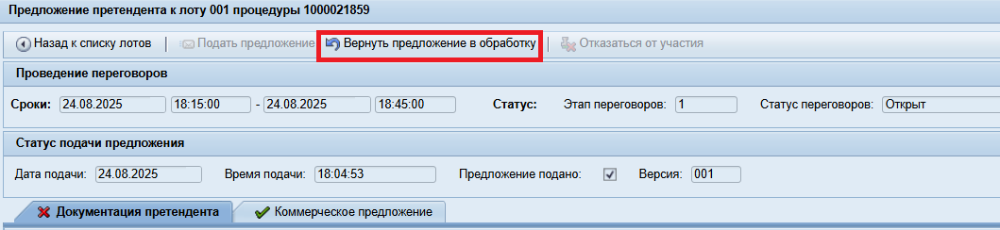 Предложение претендента к лоту 001 процедуры 1000021859
Назад к списку лотов Подать предложение Вернуть предложение в обработку Отказаться от участия
Проведение переговоров
Сроки: 24.08.2025 18:15:00 - 24.08.2025 18:45:00 Статус: Этап переговоров: 1 Статус переговоров: Открыт
Статус подачи предложения
Дата подачи: 24.08.2025 Время подачи: 18:04:53 Предложение подано: Версия: 001
Документация претендента Коммерческое предложение